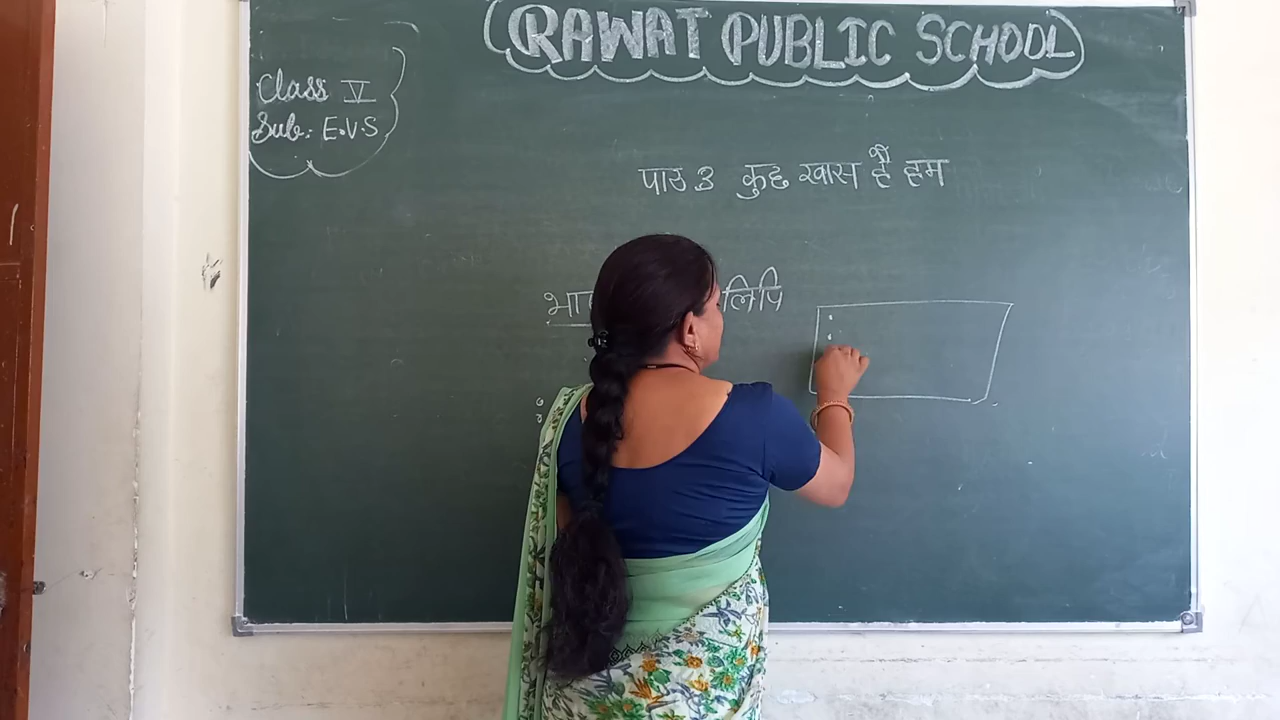 RAWAT PUBLIC SCHOOL
Class V
Sub: E.V.S
पाठ 3 कुछ खास हैं हम
लिपि